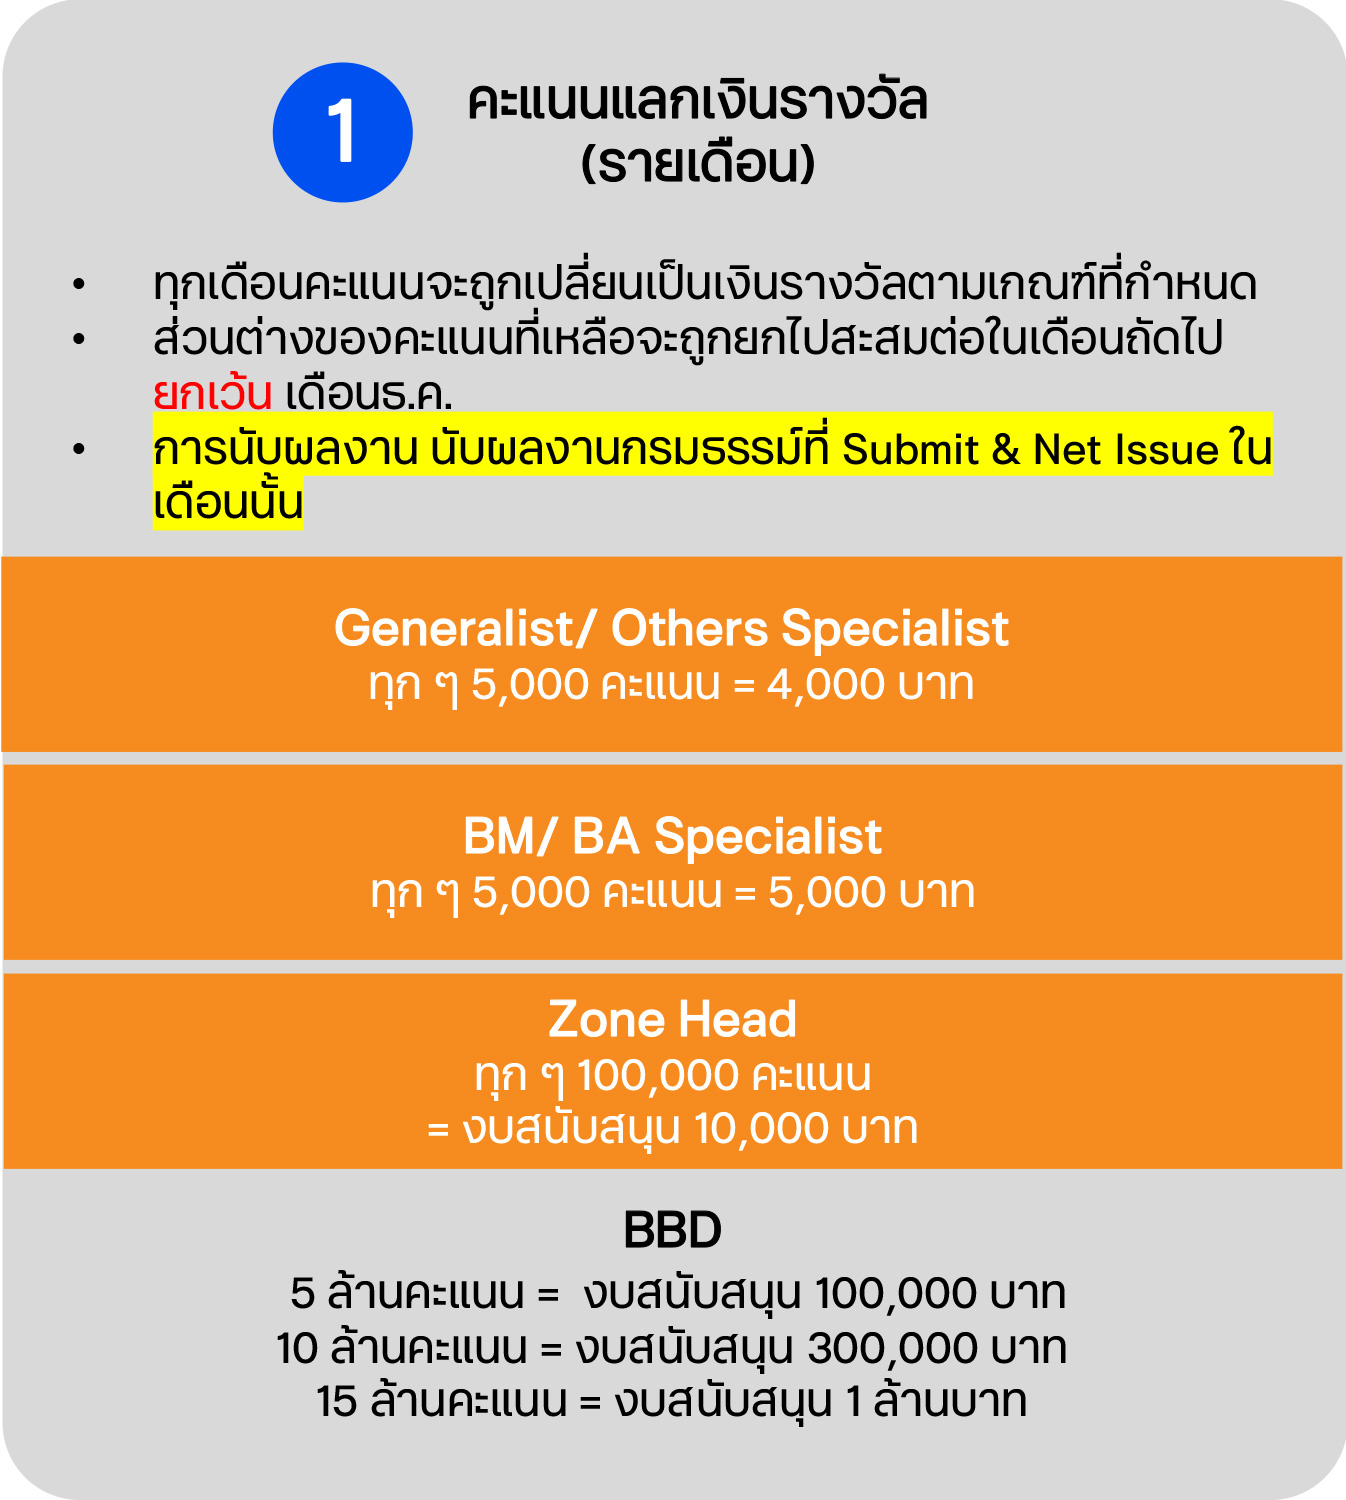 1
คะแนนแลกเงินรางวัล
(รายเดือน)
• ทุกเดือนคะแนนจะถูกเปลี่ยนเป็นเงินรางวัลตามเกณฑ์ที่กำหนด
• ส่วนต่างของคะแนนที่เหลือจะถูกยกไปสะสมต่อในเดือนถัดไป
ยกเว้น เดือนธ.ค.
• การนับผลงาน นับผลงานกรมธรรม์ที่ Submit & Net Issue ใน
เดือนนั้น
Generalist/ Others Specialist
ทุก ๆ 5,000 คะแนน = 4,000 บาท
BM/ BA Specialist
ทุก ๆ 5,000 คะแนน = 5,000 บาท
Zone Head
ทุก ๆ 100,000 คะแนน
= งบสนับสนุน 10,000 บาท
BBD
5 ล้านคะแนน = งบสนับสนุน 100,000 บาท
10 ล้านคะแนน = งบสนับสนุน 300,000 บาท
15 ล้านคะแนน = งบสนับสนุน 1 ล้านบาท